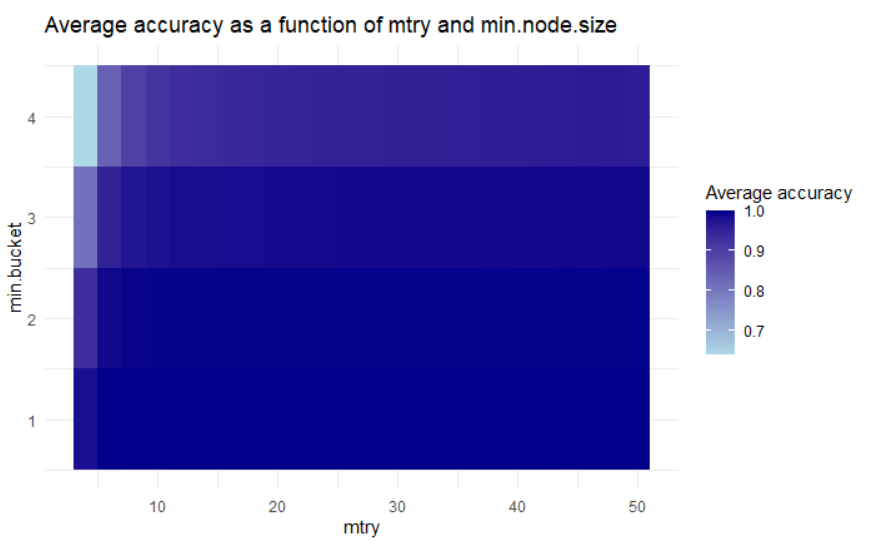 Average accuracy as a function of mtry and min.node.size
4
3
2
1
min.bucket
10 20 30 40 50
mtry
Average accuracy
1.0
0.9
0.8
0.7